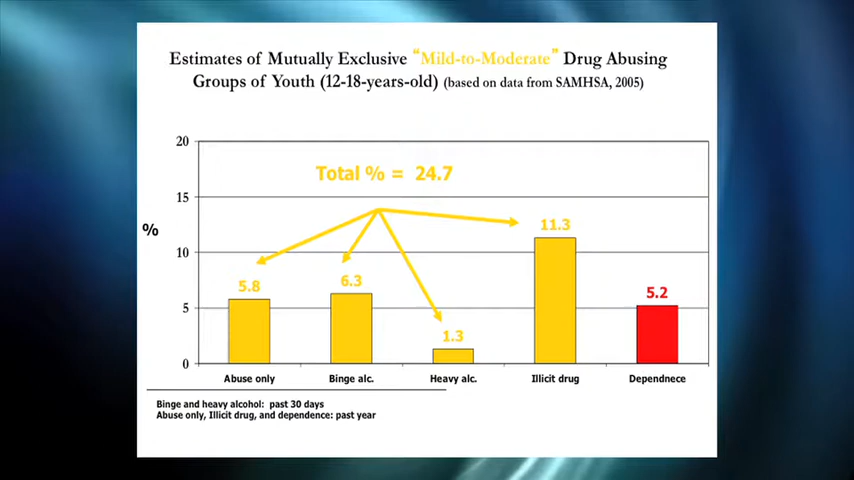 Estimates of Mutually Exclusive “Mild-to-Moderate” Drug Abusing
Groups of Youth (12-18-years-old) (based on data from SAMHSA, 2005)
20
Total % = 24.7
15
%
11.3
10
5.8
6.3
5.2
5
1.3
0
Abuse only
Binge alc.
Heavy alc.
Illicit drug
Dependnece
Binge and heavy alcohol: past 30 days
Abuse only, Illicit drug, and dependence: past year